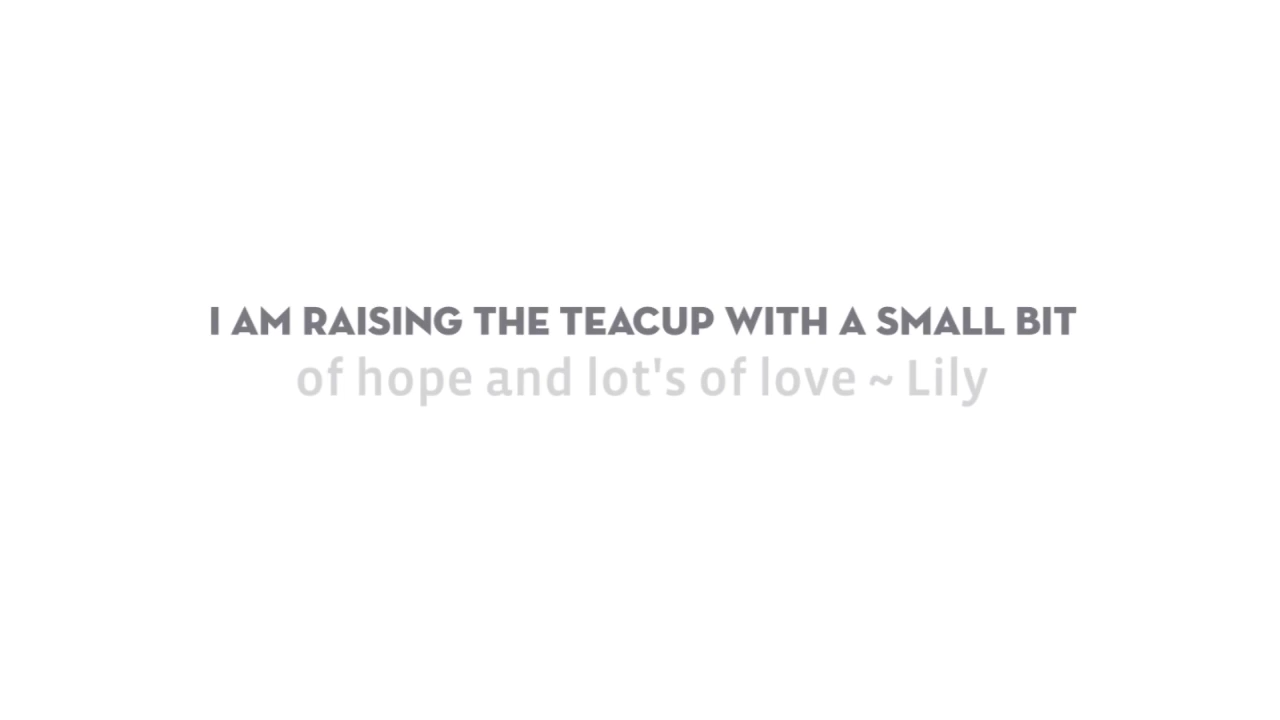 I AM RAISING THE TEACUP WITH A SMALL BIT
of hope and lot's of love ~ Lily